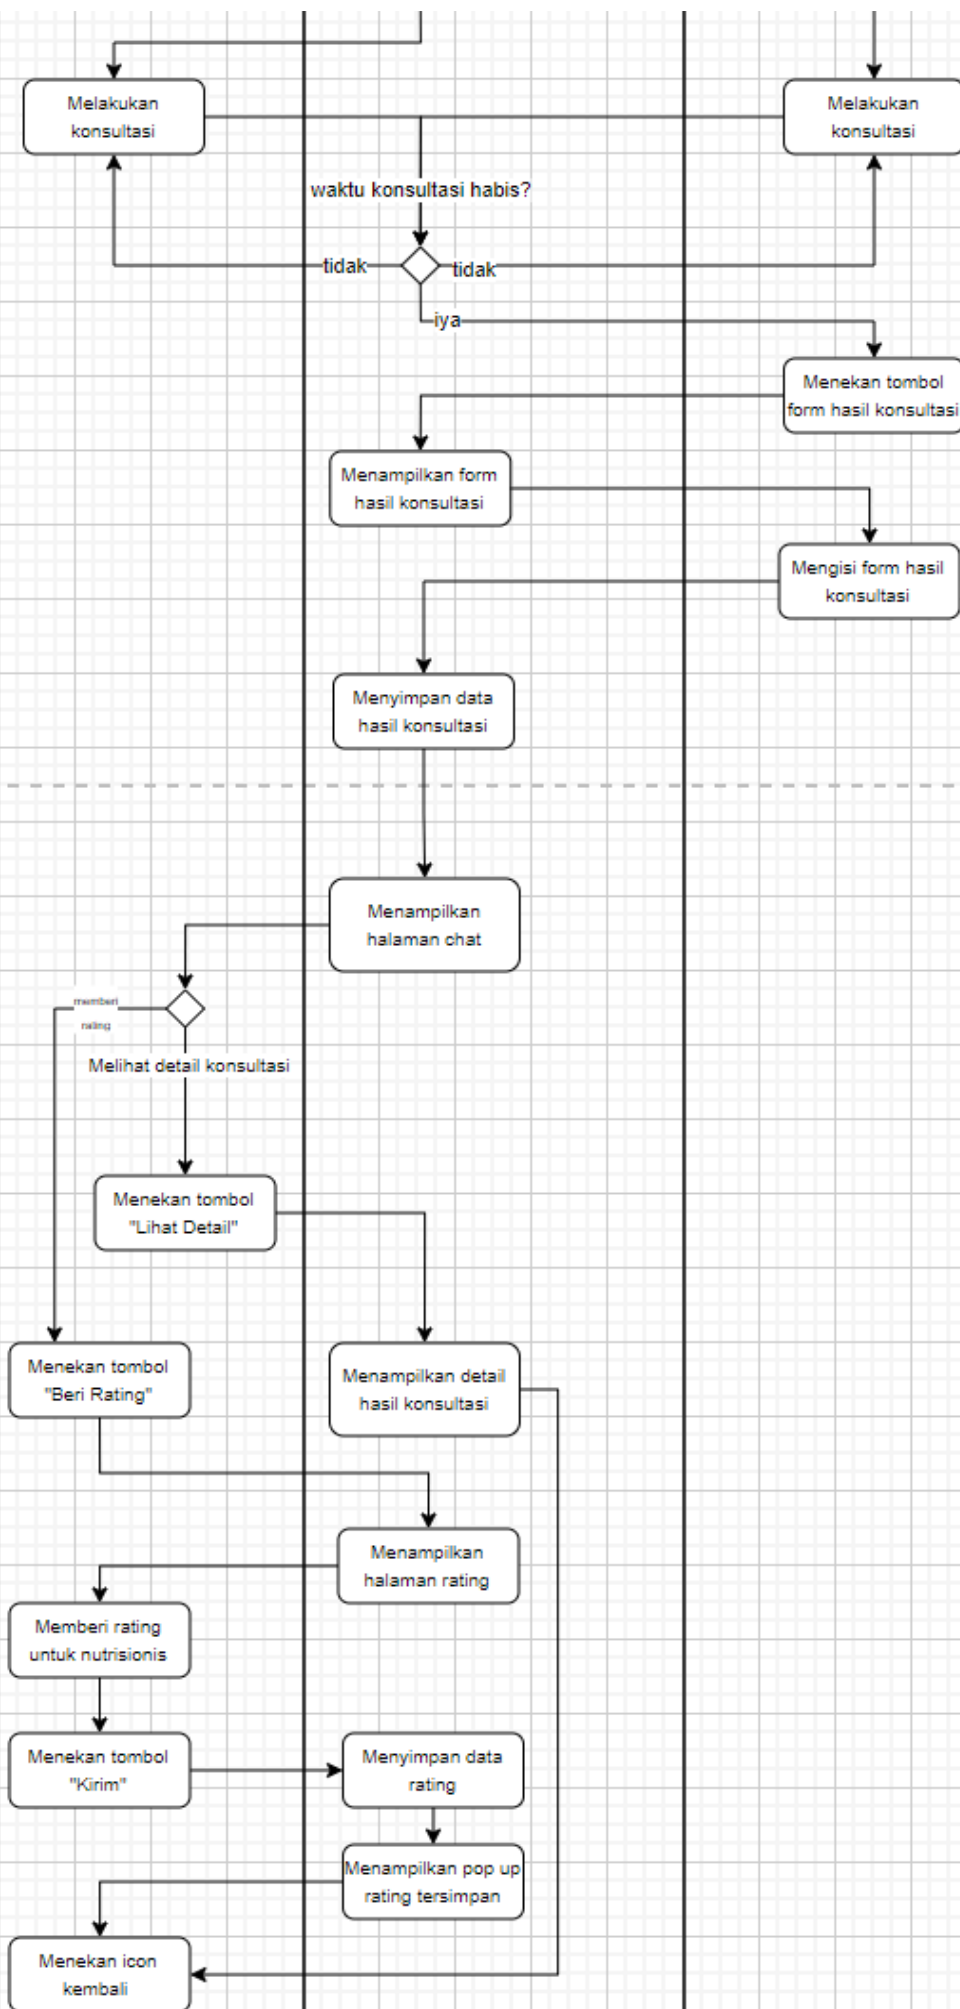 Melakukan
konsultasi
Melakukan
konsultasi
waktu konsultasi habis?
tidak
tidak
iya
Menekan tombol
form hasil konsultasi
Menampilkan form
hasil konsultasi
Mengisi form hasil
konsultasi
Menyimpan data
hasil konsultasi
Menampilkan
halaman chat
memberi
rating
Melihat detail konsultasi
Menekan tombol
"Lihat Detail"
Menekan tombol
"Beri Rating"
Menampilkan detail
hasil konsultasi
Menampilkan
halaman rating
Memberi rating
untuk nutrisionis
Menekan tombol
"Kirim"
Menyimpan data
rating
Menampilkan pop up
rating tersimpan
Menekan icon
kembali